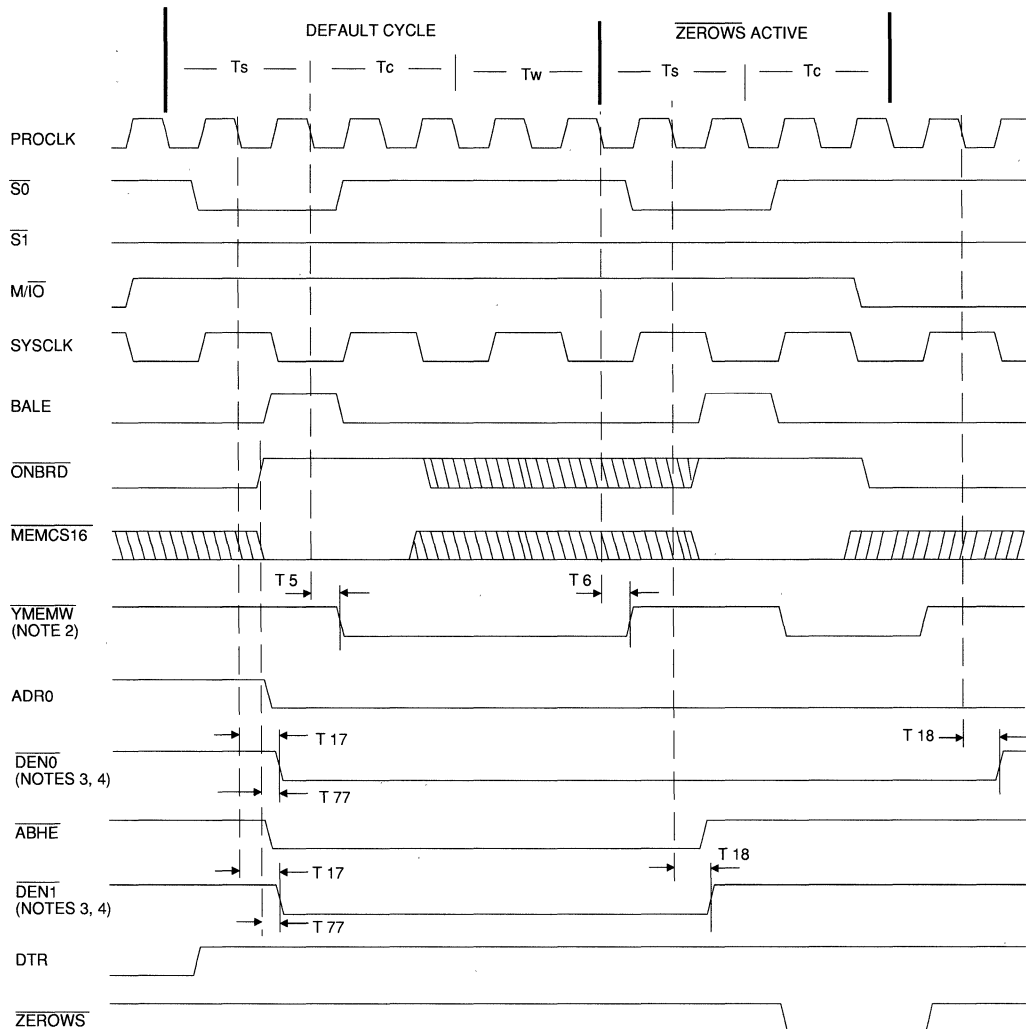 DEFAULT CYCLE
ZEROWS ACTIVE
Ts
Tc
Tw
Ts
Tc
PROCLK
S0
S1
M/IO
SYSCLK
BALE
ONBRD
MEMCS16
T 5
T 6
YMEMW
(NOTE 2)
ADR0
T 17
T 18
DEN0
(NOTES 3, 4)
T 77
ABHE
T 17
T 18
DEN1
(NOTES 3, 4)
T 77
DTR
ZEROWS